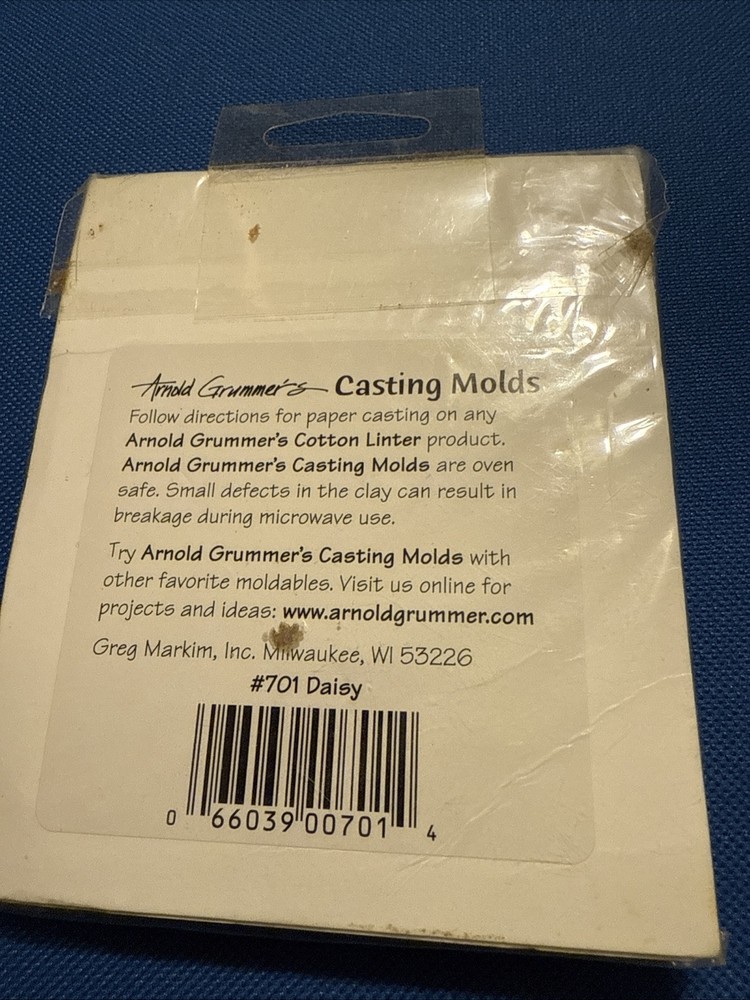 Arnold Grummer's Casting Molds
Follow directions for paper casting on any
Arnold Grummer's Cotton Linter product.
Arnold Grummer's Casting Molds are oven
safe. Small defects in the clay can result in
breakage during microwave use.
Try Arnold Grummer's Casting Molds with
other favorite moldables. Visit us online for
projects and ideas: www.arnoldgrummer.com
Greg Markim, Inc. Milwaukee, WI 53226
#701 Daisy
0 66039 00701 4